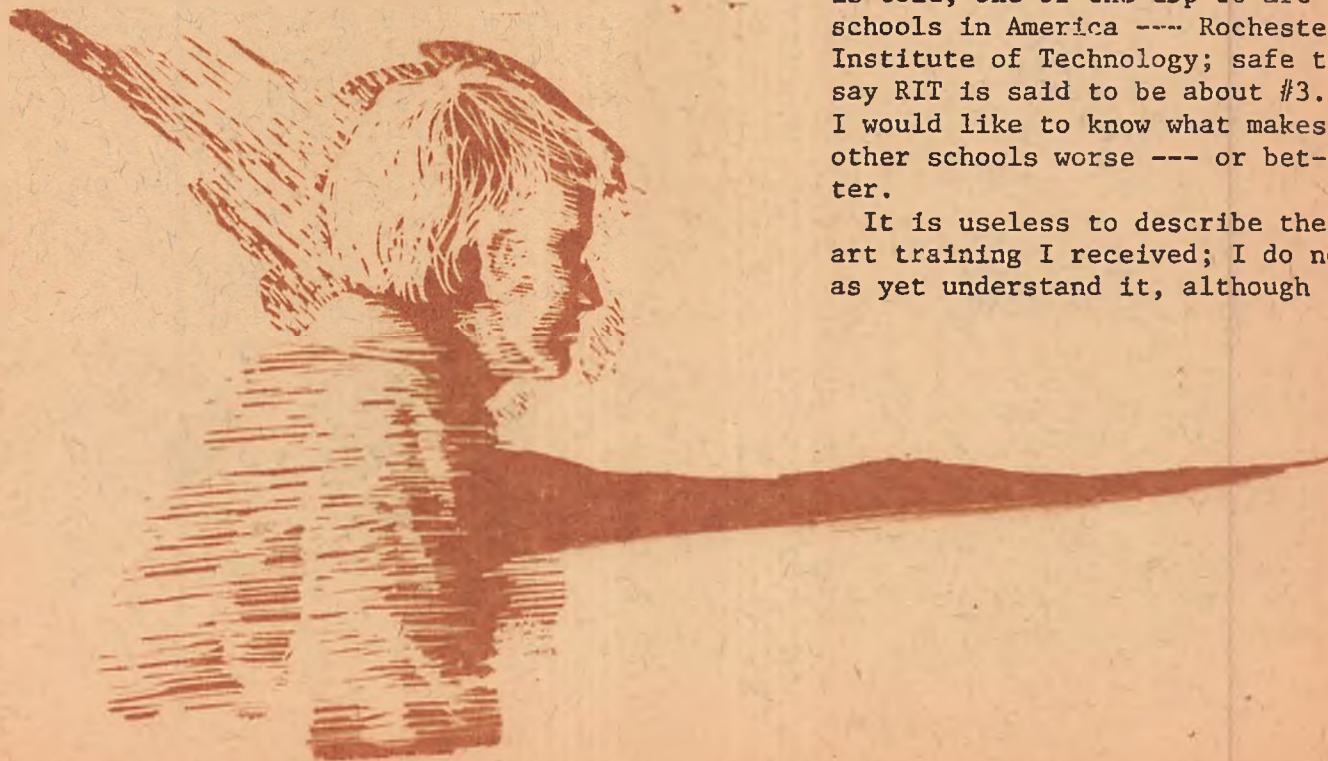 schools in America ---- Rocheste
Institute of Technology; safe t
say RIT is said to be about #3.
I would like to know what makes
other schools worse --- or bet-
ter.
It is useless to describe the
art training I received; I do no
as yet understand it, although